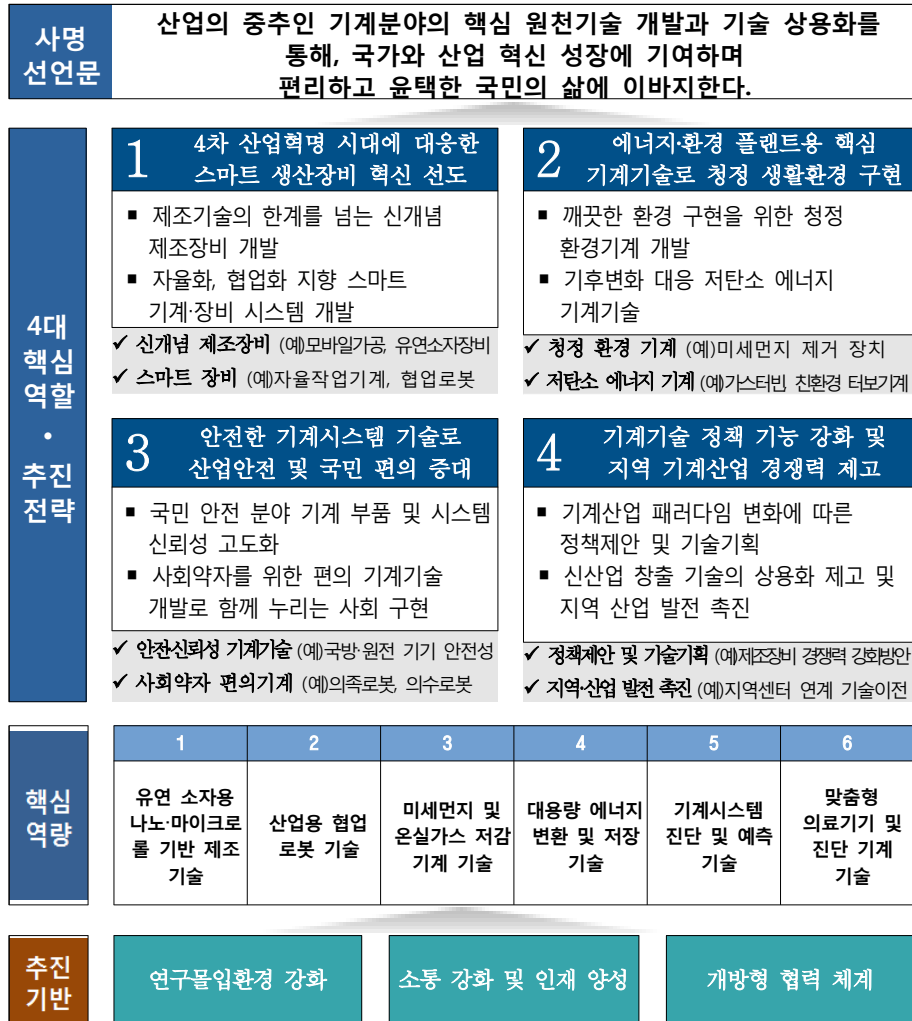 사명
선언문
산업의 중추인 기계분야의 핵심 원천기술 개발과 기술 상용화를
통해, 국가와 산업 혁신 성장에 기여하며
편리하고 윤택한 국민의 삶에 이바지한다.
4대
핵심
역할
·
추진
전략
1 4차 산업혁명 시대에 대응한
스마트 생산장비 혁신 선도
▪ 제조기술의 한계를 넘는 신개념
제조장비 개발
▪ 자율화, 협업화 지향 스마트
기계·장비 시스템 개발
✓ 신개념 제조장비 (예)모바일가공, 유연소자장비
✓ 스마트 장비 (예)자율작업기계, 협업로봇
2 에너지·환경 플랜트용 핵심
기계기술로 청정 생활환경 구현
▪ 깨끗한 환경 구현을 위한 청정
환경기계 개발
▪ 기후변화 대응 저탄소 에너지
기계기술
✓ 청정 환경 기계 (예)미세먼지 제거 장치
✓ 저탄소 에너지 기계 (예)가스터빈, 친환경 터보기계
3 안전한 기계시스템 기술로
산업안전 및 국민 편의 증대
▪ 국민 안전 분야 기계 부품 및 시스템
신뢰성 고도화
▪ 사회약자를 위한 편의 기계기술
개발로 함께 누리는 사회 구현
✓ 안전·신뢰성 기계기술 (예)국방·원전 기기 안전성
✓ 사회약자 편의기계 (예)의족로봇, 의수로봇
4 기계기술 정책 기능 강화 및
지역 기계산업 경쟁력 제고
▪ 기계산업 패러다임 변화에 따른
정책제안 및 기술기획
▪ 신산업 창출 기술의 상용화 제고 및
지역 산업 발전 촉진
✓ 정책제안 및 기술기획 (예)제조장비 경쟁력 강화방안
✓ 지역·산업 발전 촉진 (예)지역센터 연계 기술이전
핵심
역량
1
유연 소자용
나노·마이크로
롤 기반 제조
기술
2
산업용 협업
로봇 기술
3
미세먼지 및
온실가스 저감
기계 기술
4
대용량 에너지
변환 및 저장
기술
5
기계시스템
진단 및 예측
기술
6
맞춤형
의료기기 및
진단 기계
기술
추진
기반
연구몰입환경 강화
소통 강화 및 인재 양성
개방형 협력 체계